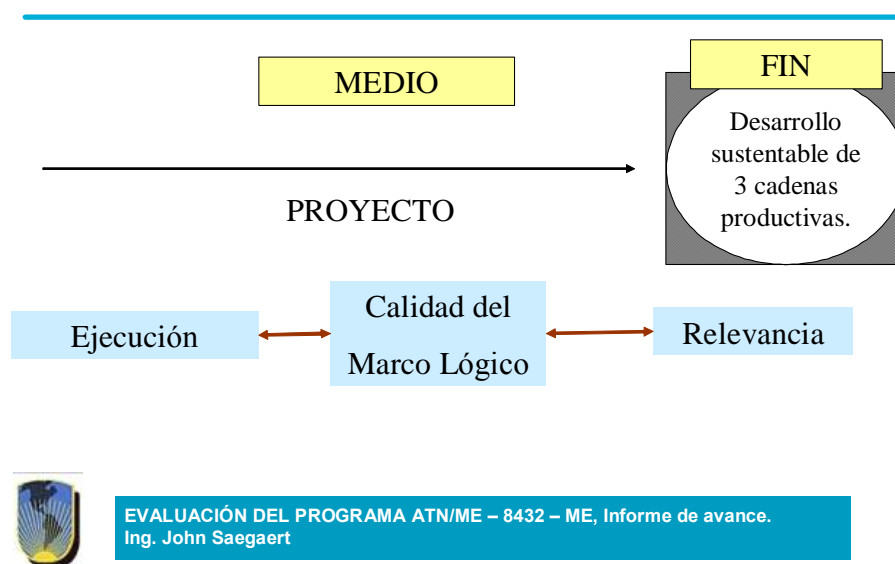 MEDIO
FIN
Desarrollo
sustentable de
3 cadenas
productivas.
PROYECTO
Ejecución
Calidad del
Marco Lógico
Relevancia
EVALUACIÓN DEL PROGRAMA ATN/ME – 8432 – ME, Informe de avance.
Ing. John Saegaert